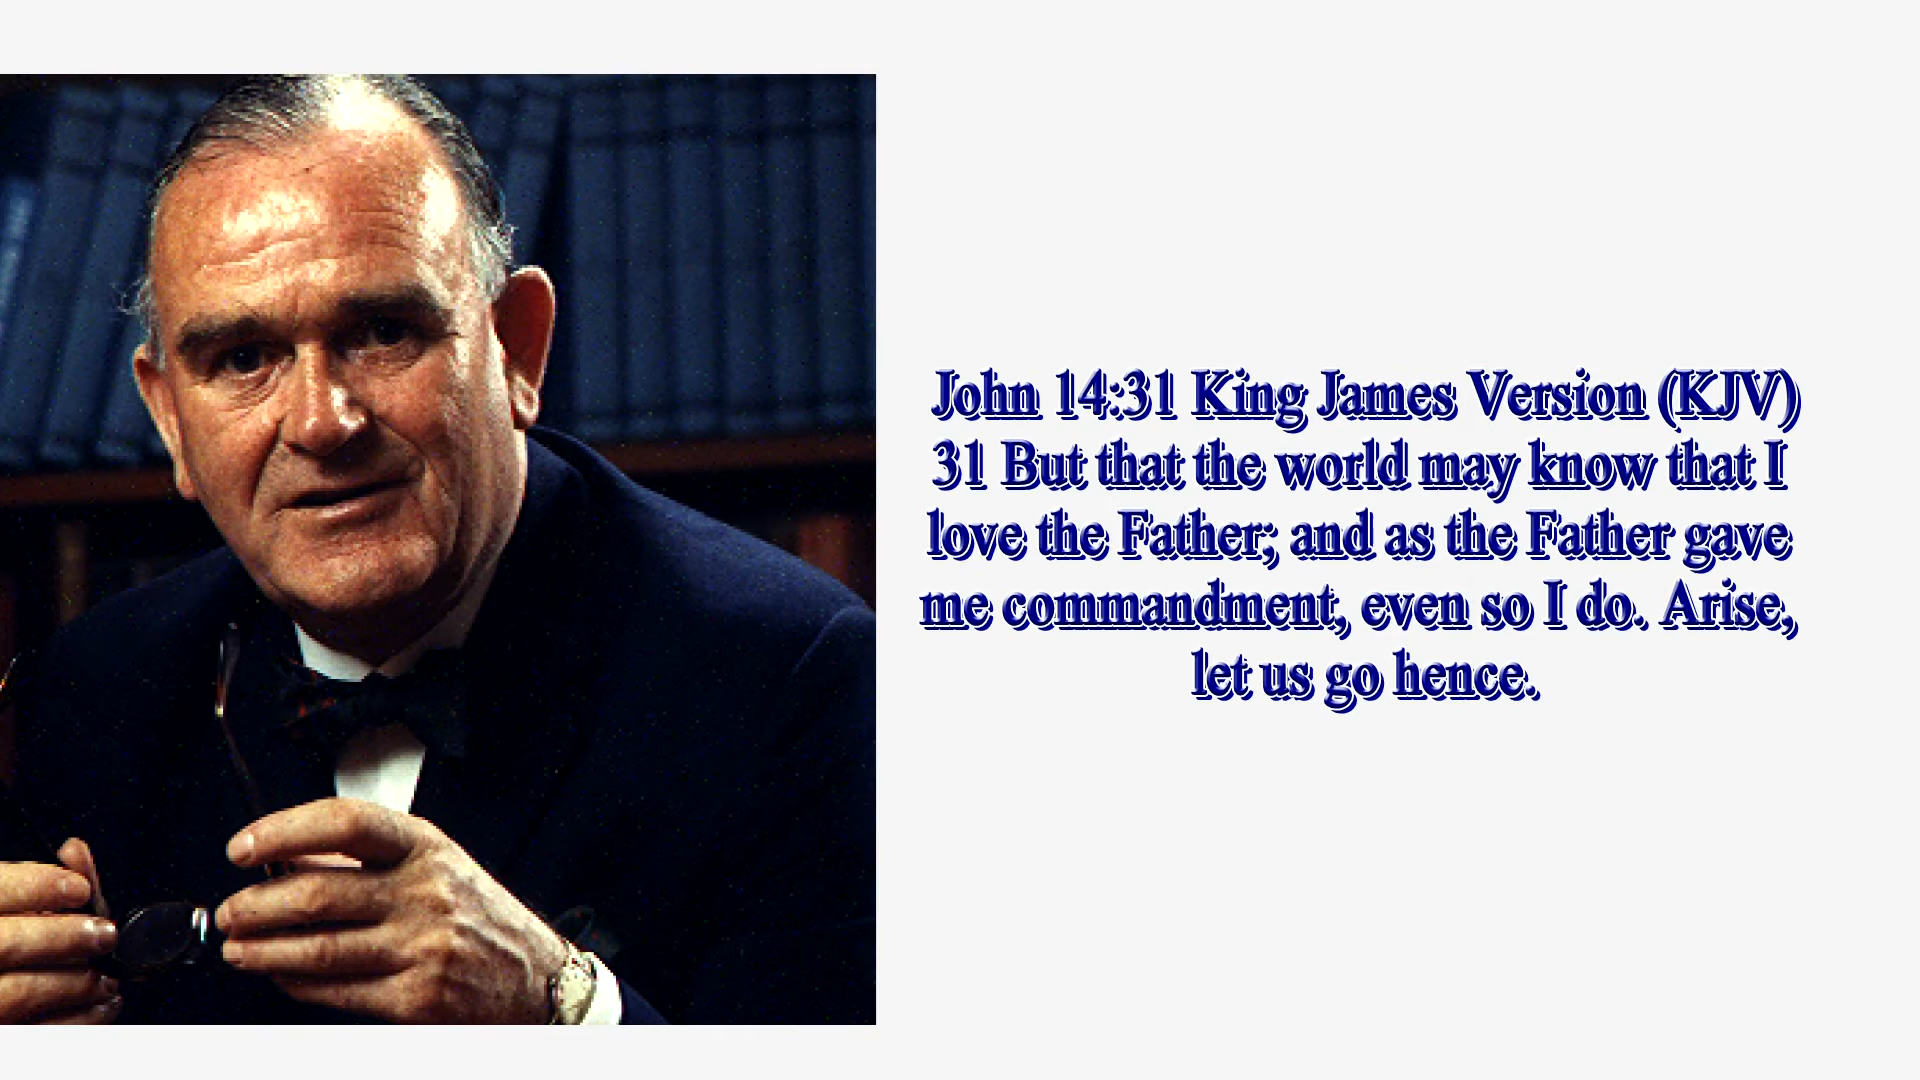 John 14:31 King James Version (KJV)
31 But that the world may know that I
love the Father; and as the Father gave
me commandment, even so I do. Arise,
let us go hence.